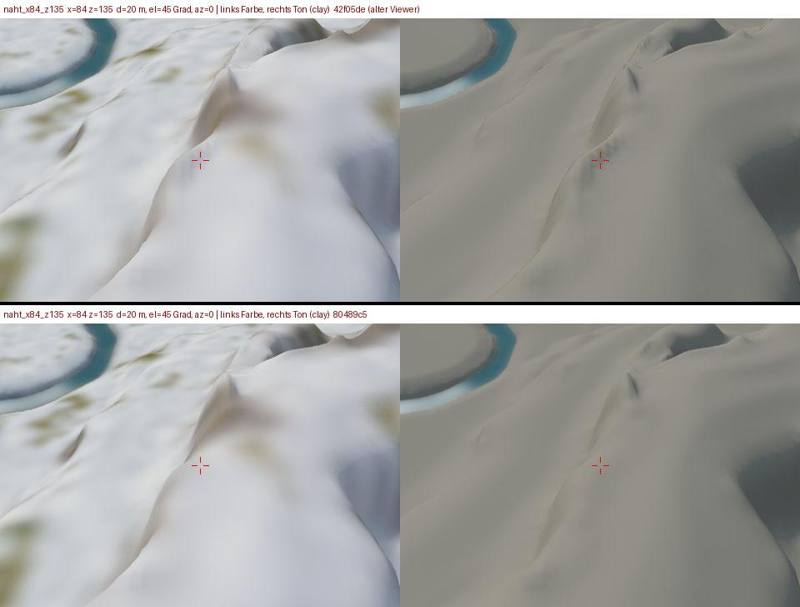 naht_x84_z135 x=84 z=135 d=20 m, el=45 Grad, az=0 | links Farbe, rechts Ton (clay) 42f05de (alter Viewer)
naht_x84_z135 x=84 z=135 d=20 m, el=45 Grad, az=0 | links Farbe, rechts Ton (clay) 80489c5